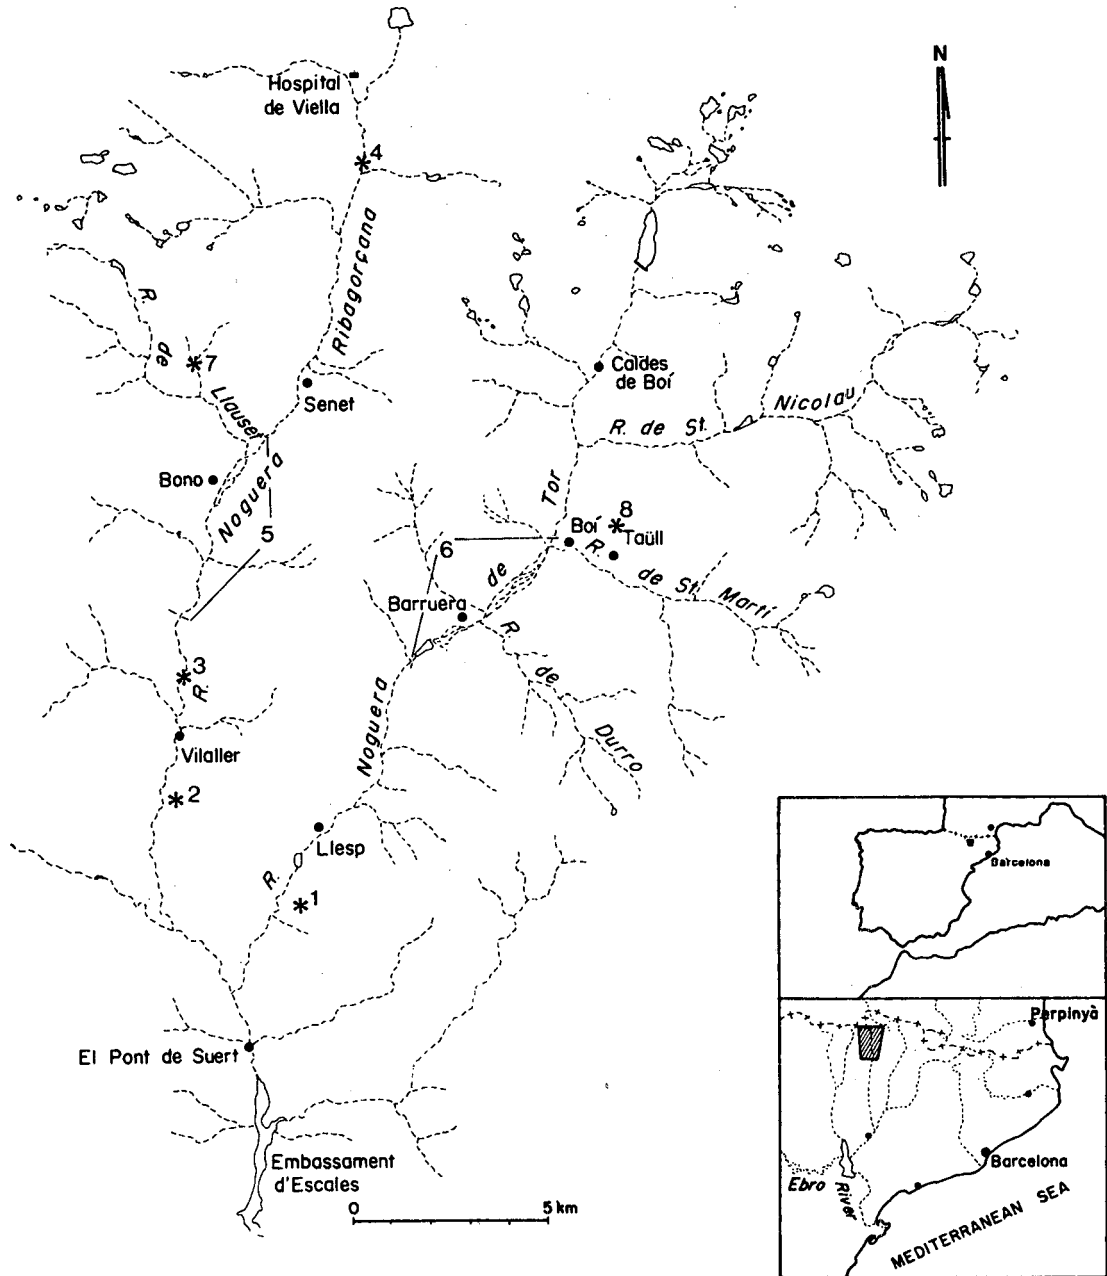 N
Hospital
de Viella
4
Ribagorçana
R.
de
Llauser
7
Senet
Caldes
de Boí
R. de St. Nicolau
Bono
Noguera
5
Tor
8
Boí
Taüll
6
R.
de St. Martí
de
Barruera
R.
de
Durro
3
R.
Noguera
Vilaller
2
Llesp
R.
1
El Pont de Suert
Embassament
d'Escales
0
5 km
Barcelona
Perpinyà
Barcelona
Ebro
River
MEDITERRANEAN SEA